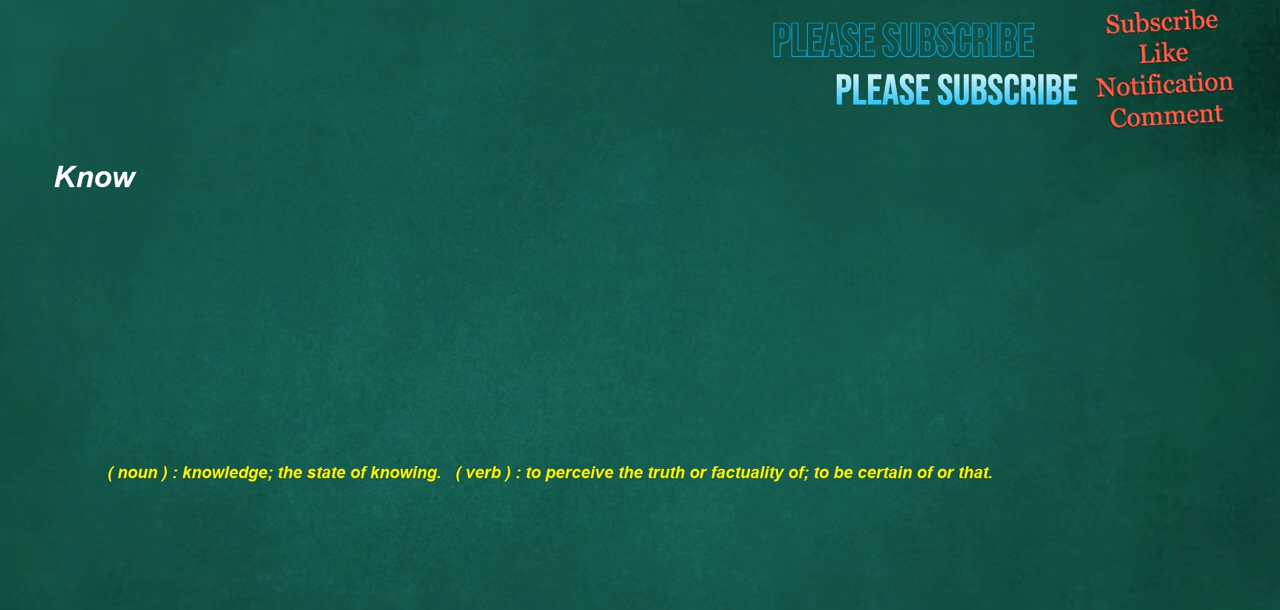 PLEASE SUBSCRIBE
PLEASE SUBSCRIBE
Subscribe
Like
Notification
Comment
Know
( noun ) : knowledge; the state of knowing. ( verb ) : to perceive the truth or factuality of; to be certain of or that.